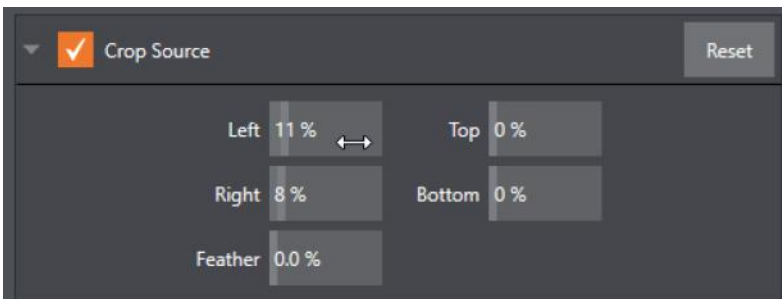 Crop Source Reset
Left 11 % Top 0 %
Right 8 % Bottom 0 %
Feather 0.0 %